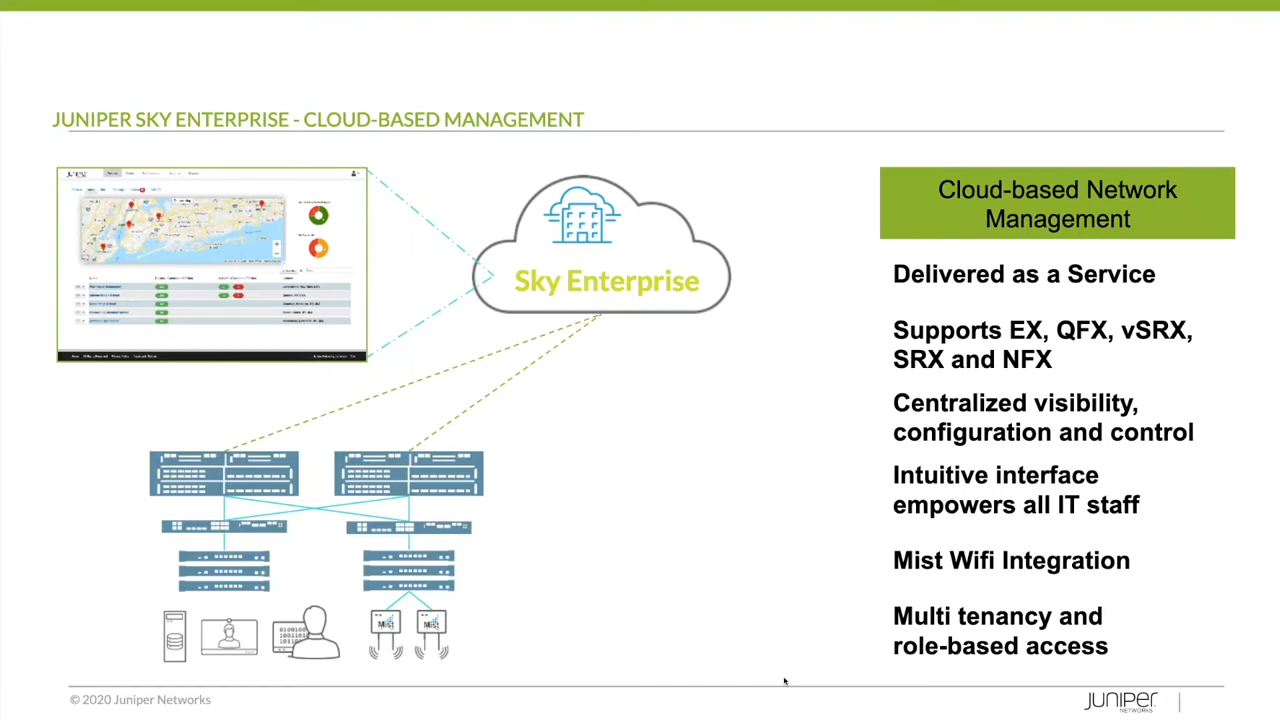 JUNIPER SKY ENTERPRISE - CLOUD-BASED MANAGEMENT
Sky Enterprise
Mist
Mist
Cloud-based Network
Management
Delivered as a Service
Supports EX, QFX, vSRX,
SRX and NFX
Centralized visibility,
configuration and control
Intuitive interface
empowers all IT staff
Mist Wifi Integration
Multi tenancy and
role-based access
© 2020 Juniper Networks
JUNIPER
NETWORKS